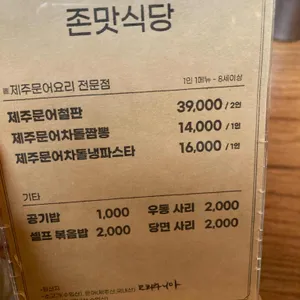 존맛식당
제주문어요리 전문점
1인 1메뉴 - 8세이상
제주문어철판 39,000 / 2인
제주문어차돌짬뽕 14,000 / 1인
제주문어차돌냉파스타 16,000 / 1인
기타
공기밥 1,000 우동 사리 2,000
셀프 볶음밥 2,000 당면 사리 2,000